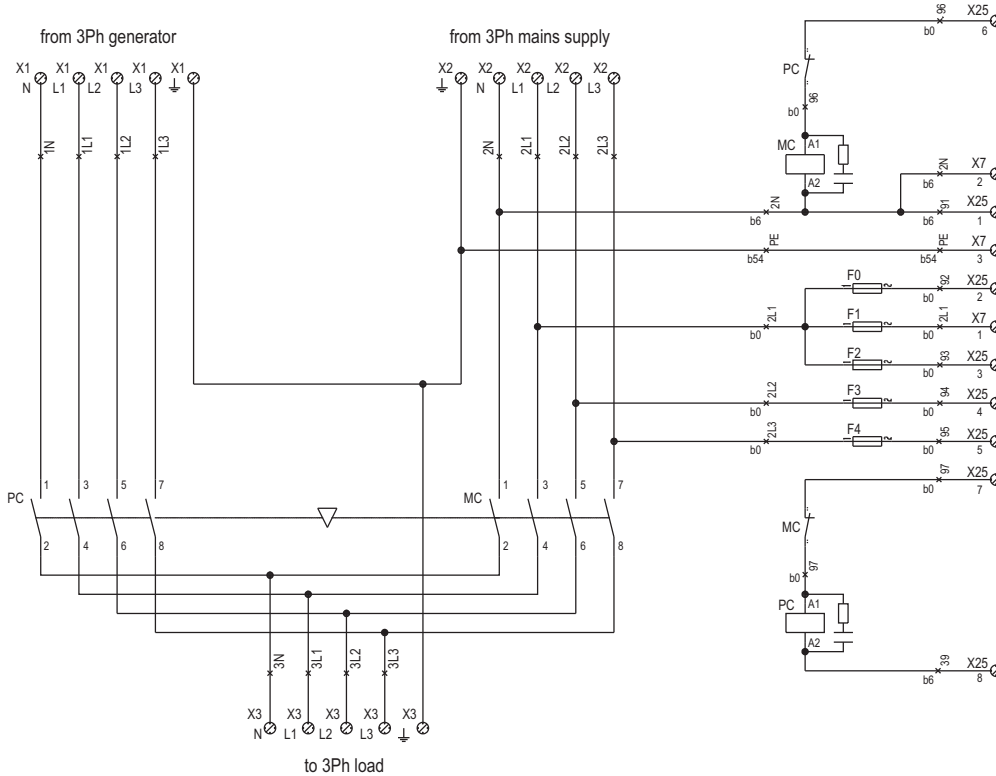 from 3Ph generator
X1 X1 X1 X1 X1
N L1 L2 L3
1N 1L1 1L2 1L3
from 3Ph mains supply
X2 X2 X2 X2 X2
N L1 L2 L3
2N 2L1 2L2 2L3
96 X25
b0 6
PC
96
b0
MC A1
A2
2N X7
b6 2
2N 91 X25
b6 b6 1
PE PE X7
b54 b54 3
F0 92 X25
b0 2
2L1 F1 2L1 X7
b0 b0 1
F2 93 X25
b0 3
2L2 F3 94 X25
b0 b0 4
2L3 F4 95 X25
b0 b0 5
97 X25
b0 7
MC
97
b0
PC A1
A2
39 X25
b6 8
PC 1 3 5 7
2 4 6 8
MC 1 3 5 7
2 4 6 8
3N 3L1 3L2 3L3
X3 X3 X3 X3 X3
N L1 L2 L3
to 3Ph load